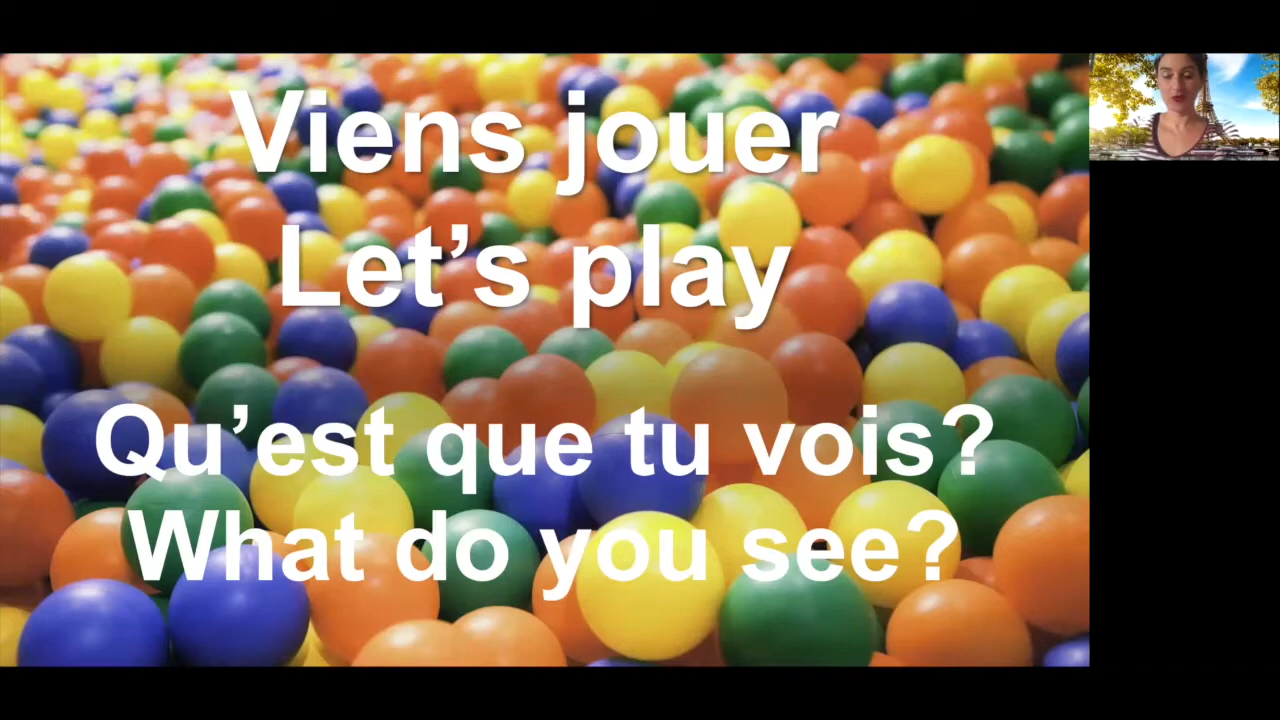 Viens jouer
Let’s play
Qu’est que tu vois?
What do you see?